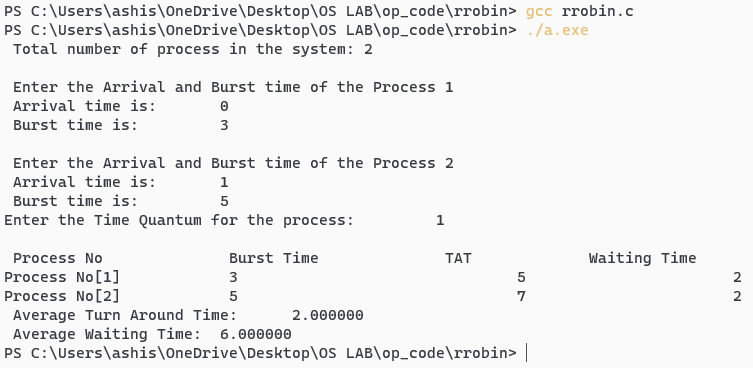 PS C:\Users\ashis\OneDrive\Desktop\OS LAB\op_code\rrobin> gcc rrobin.c
PS C:\Users\ashis\OneDrive\Desktop\OS LAB\op_code\rrobin> ./a.exe
Total number of process in the system: 2
Enter the Arrival and Burst time of the Process 1
Arrival time is: 0
Burst time is: 3
Enter the Arrival and Burst time of the Process 2
Arrival time is: 1
Burst time is: 5
Enter the Time Quantum for the process: 1
Process No Burst Time TAT Waiting Time
Process No[1] 3 5 2
Process No[2] 5 7 2
Average Turn Around Time: 2.000000
Average Waiting Time: 6.000000
PS C:\Users\ashis\OneDrive\Desktop\OS LAB\op_code\rrobin>